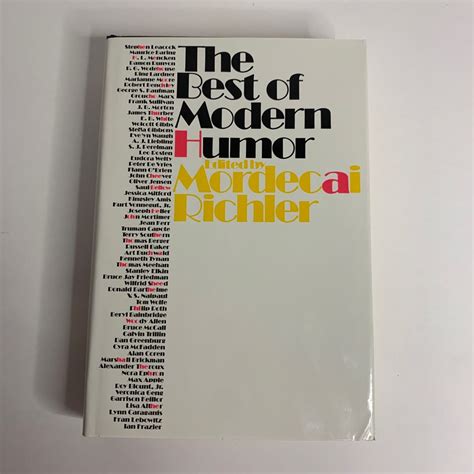 The
Best of
Modern
Humor
Edited by
Mordecai
Richler
Stephen Leacock
Maurice Baring
H. L. Mencken
Damon Runyon
P. G. Wodehouse
Ring Lardner
Marianne Moore
Robert Benchley
George S. Kaufman
Groucho Marx
Frank Sullivan
J. B. Morton
James Thurber
E. B. White
Wolcott Gibbs
Stella Gibbons
Evelyn Waugh
A. J. Liebling
S. J. Perelman
Leo Rosten
Eudora Welty
Peter De Vries
Flann O'Brien
John Cheever
Oliver Jensen
Saul Bellow
Jessica Mitford
Kingsley Amis
Kurt Vonnegut, Jr.
Joseph Heller
John Mortimer
Jean Kerr
Truman Capote
Terry Southern
Thomas Berger
Russell Baker
Art Buchwald
Kenneth Tynan
Thomas Meehan
Stanley Elkin
Bruce Jay Friedman
Wilfrid Sheed
Donald Barthelme
V. S. Naipaul
Tom Wolfe
Philip Roth
Beryl Bainbridge
Woody Allen
Bruce McCall
Calvin Trillin
Dan Greenburg
Cyra McFadden
Alan Coren
Marshall Brickman
Alexander Theroux
Nora Ephron
Max Apple
Roy Blount, Jr.
Veronica Geng
Garrison Keillor
Lisa Alther
Lynn Caraganis
Fran Lebowitz
Ian Frazier